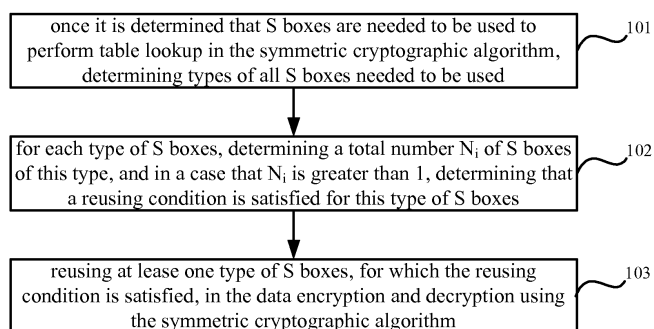 once it is determined that S boxes are needed to be used to
perform table lookup in the symmetric cryptographic algorithm,
determining types of all S boxes needed to be used
101
for each type of S boxes, determining a total number Ni of S boxes
of this type, and in a case that Ni is greater than 1, determining that
a reusing condition is satisfied for this type of S boxes
102
reusing at lease one type of S boxes, for which the reusing
condition is satisfied, in the data encryption and decryption using
the symmetric cryptographic algorithm
103